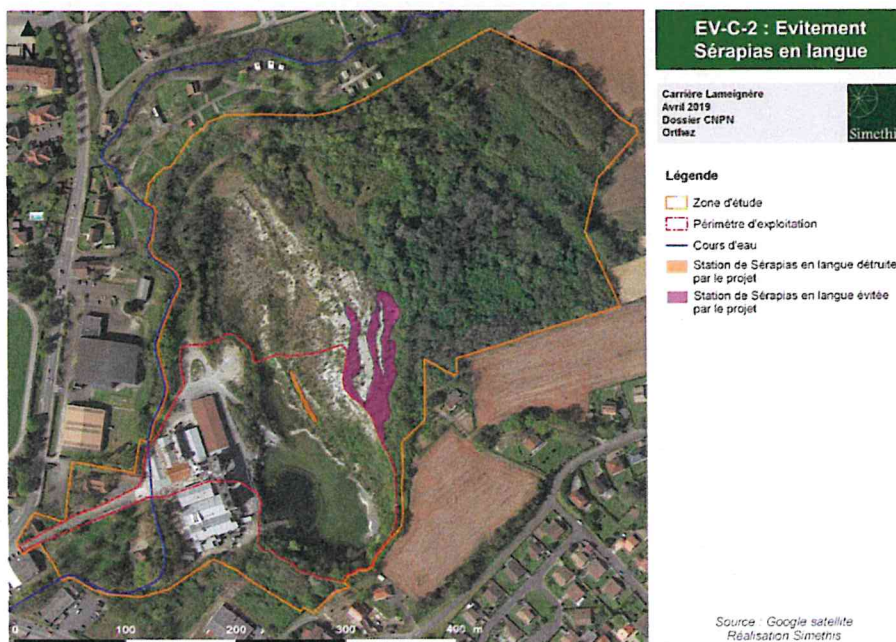 N
EV-C-2 : Evitement
Sérapias en langue
Carrière Lameignère
Avril 2019
Dossier CNPN
Orthez
Simethi
Légende
Zone d'étude
Périmètre d'exploitation
Cours d'eau
Station de Sérapias en langue détruite
par le projet
Station de Sérapias en langue évitée
par le projet
0 100 200 300 400 m
Source : Google satellite
Réalisation Simethis